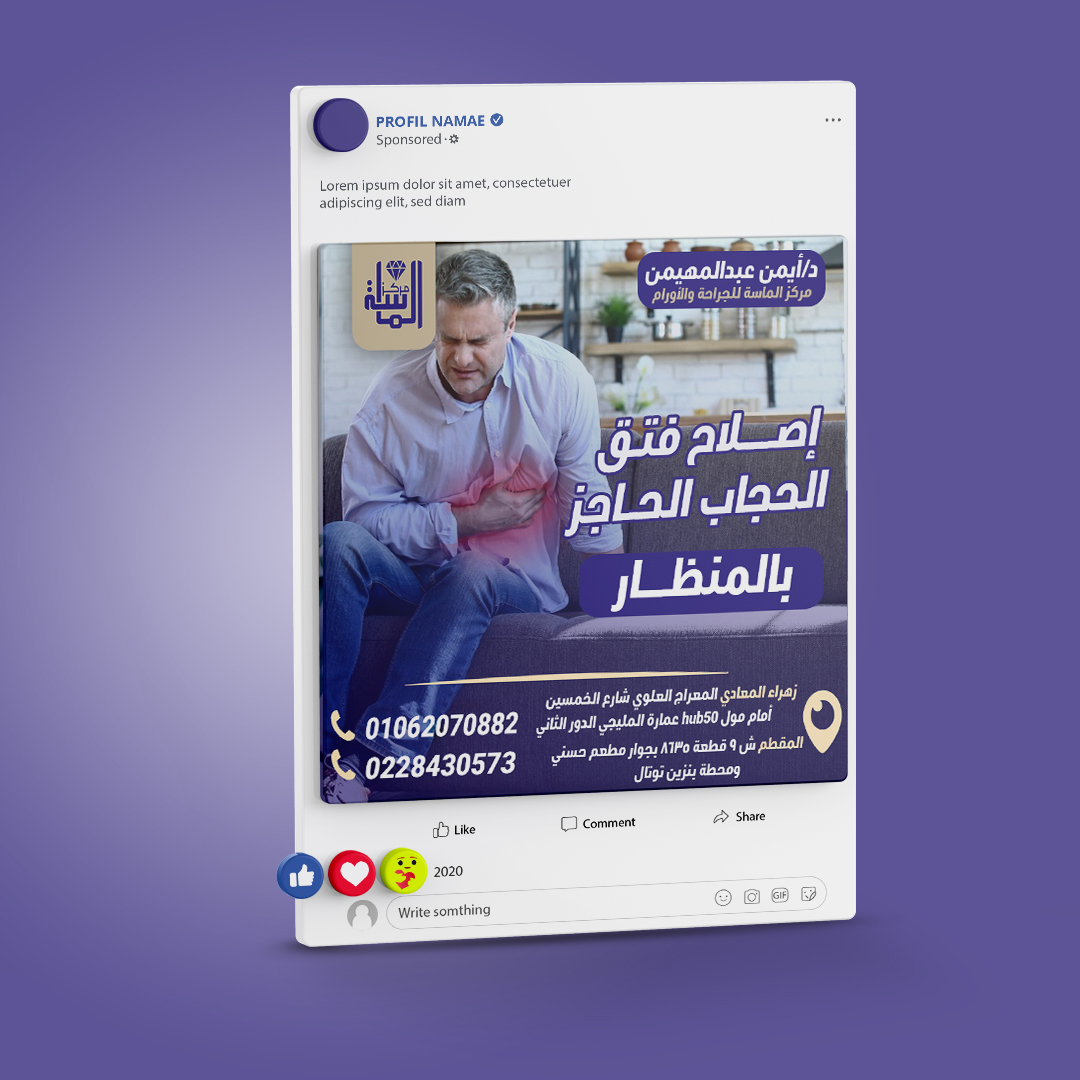 PROFIL NAMAE
Sponsored ·
Lorem ipsum dolor sit amet, consectetuer
adipiscing elit, sed diam
مركز
الماسة
د/أيمن عبدالمهيمن
مركز الماسة للجراحة والأورام
إصـلاح فتـق
الحجاب الحـاجز
بالمنظـار
زهراء المعادي المعراج العلوي شارع الخمسين
أمام مول hub50 عمارة المليجي الدور الثاني
المقطم ش ٩ قطعة ٨٦٣٥ بجوار مطعم حسني
ومحطة بنزين توتال
01062070882
0228430573
Like
Comment
Share
2020
Write somthing
GIF